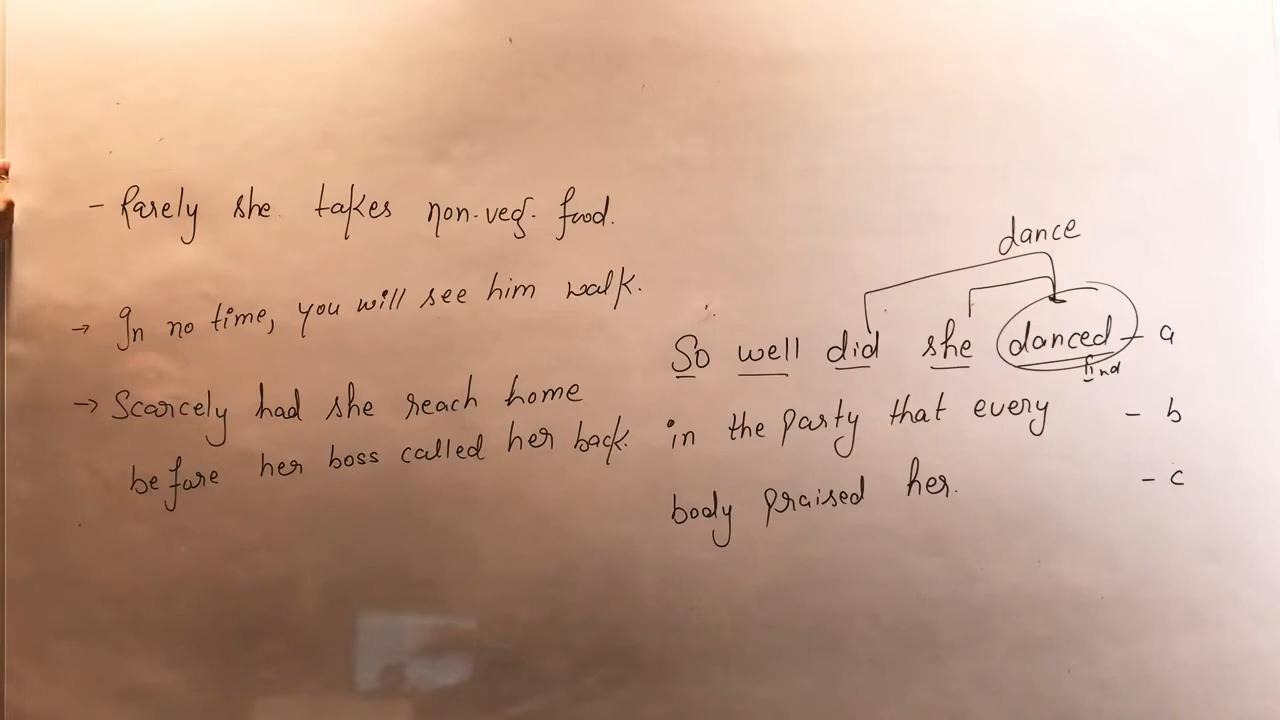 - Rarely she takes non-veg. food.
→ In no time, you will see him walk.
→ Scarcely had she reach home
before her boss called her back.
dance
So well did she danced - a
find
in the party that every - b
body praised her. - c